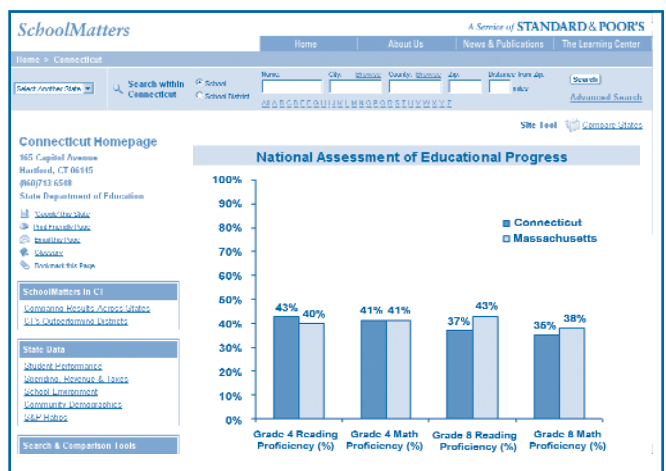 SchoolMatters
A Service of STANDARD & POOR'S
Home About Us News & Publications The Learning Center
Home > Connecticut
Select Another State
Search within Connecticut
School
School District
Name: City: Browse County: Browse Zip: Distance from Zip:
miles
Search
All A B C D E F G H I J K L M N O P Q R S T U V W X Y Z
Advanced Search
Site Tool Compare States
Connecticut Homepage
165 Capitol Avenue
Hartford, CT 06115
(860)713 6548
State Department of Education
Print Friendly Page
Email this Page
Glossary
Bookmark this Page
SchoolMatters in CT
Comparing Results Across States
CT's Outperforming Districts
State Data
Student Performance
Spending, Revenue & Taxes
School Environment
Community Demographics
S&P Ratios
Search & Comparison Tools
National Assessment of Educational Progress
100%
90%
80%
70%
60%
50%
40%
30%
20%
10%
0%
Connecticut
Massachusetts
43% 40% 41% 41% 37% 43% 35% 38%
Grade 4 Reading Proficiency (%)
Grade 4 Math Proficiency (%)
Grade 8 Reading Proficiency (%)
Grade 8 Math Proficiency (%)